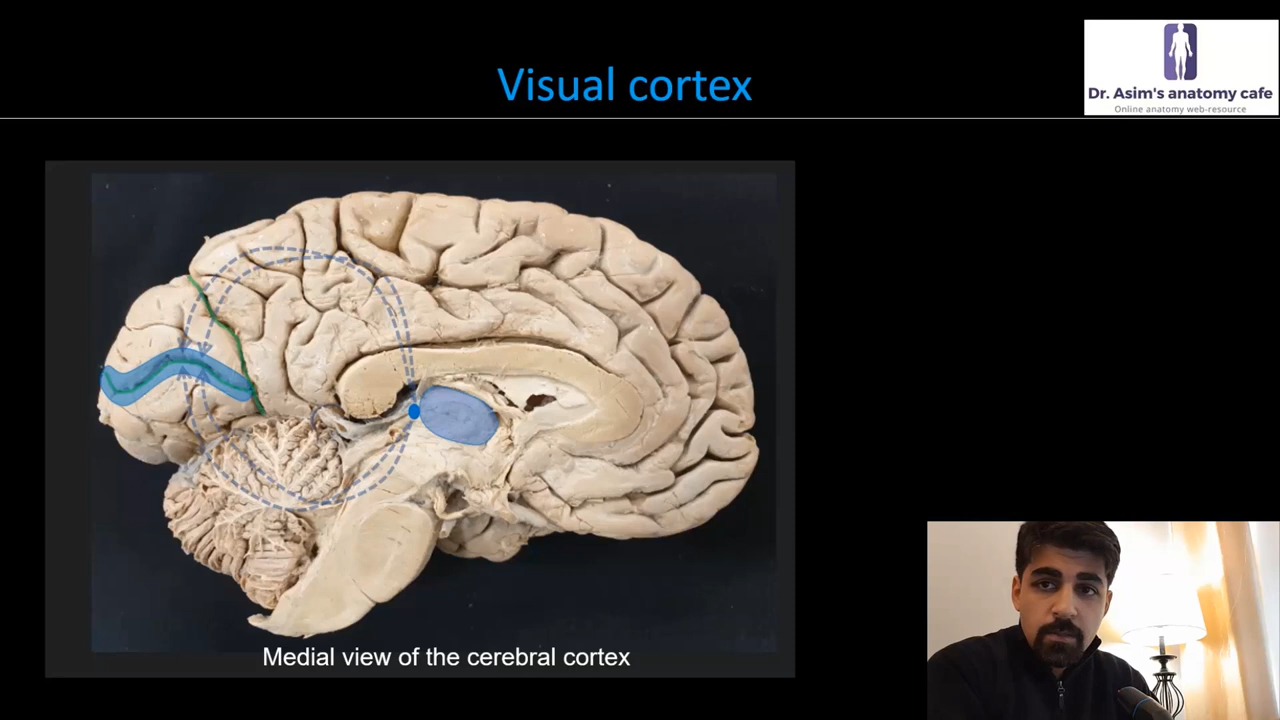 Visual cortex
Dr. Asim's anatomy cafe
Online anatomy web-resource
Medial view of the cerebral cortex